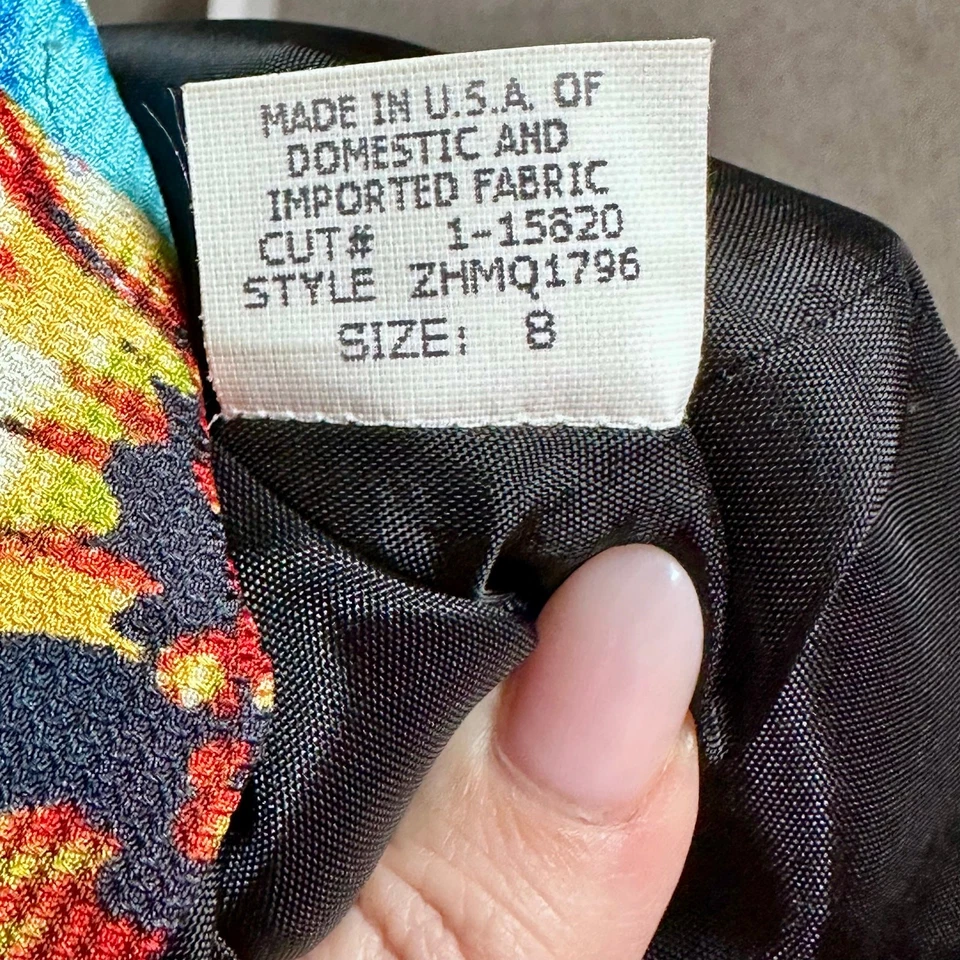 MADE IN U.S.A. OF
DOMESTIC AND
IMPORTED FABRIC
CUT# 1-15820
STYLE ZHMQ1796
SIZE: 8